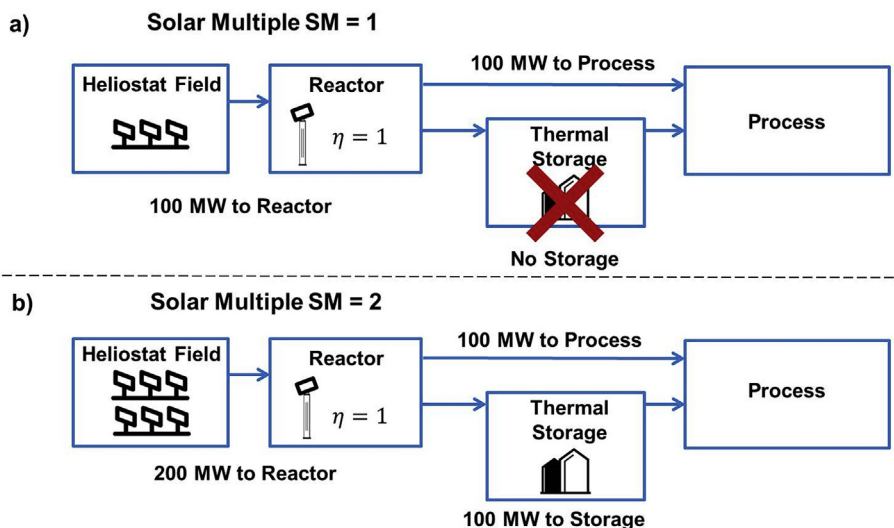 a)
Solar Multiple SM = 1
Heliostat Field
Reactor
η = 1
100 MW to Process
Thermal
Storage
Process
100 MW to Reactor
No Storage
b)
Solar Multiple SM = 2
Heliostat Field
Reactor
η = 1
100 MW to Process
Thermal
Storage
Process
200 MW to Reactor
100 MW to Storage